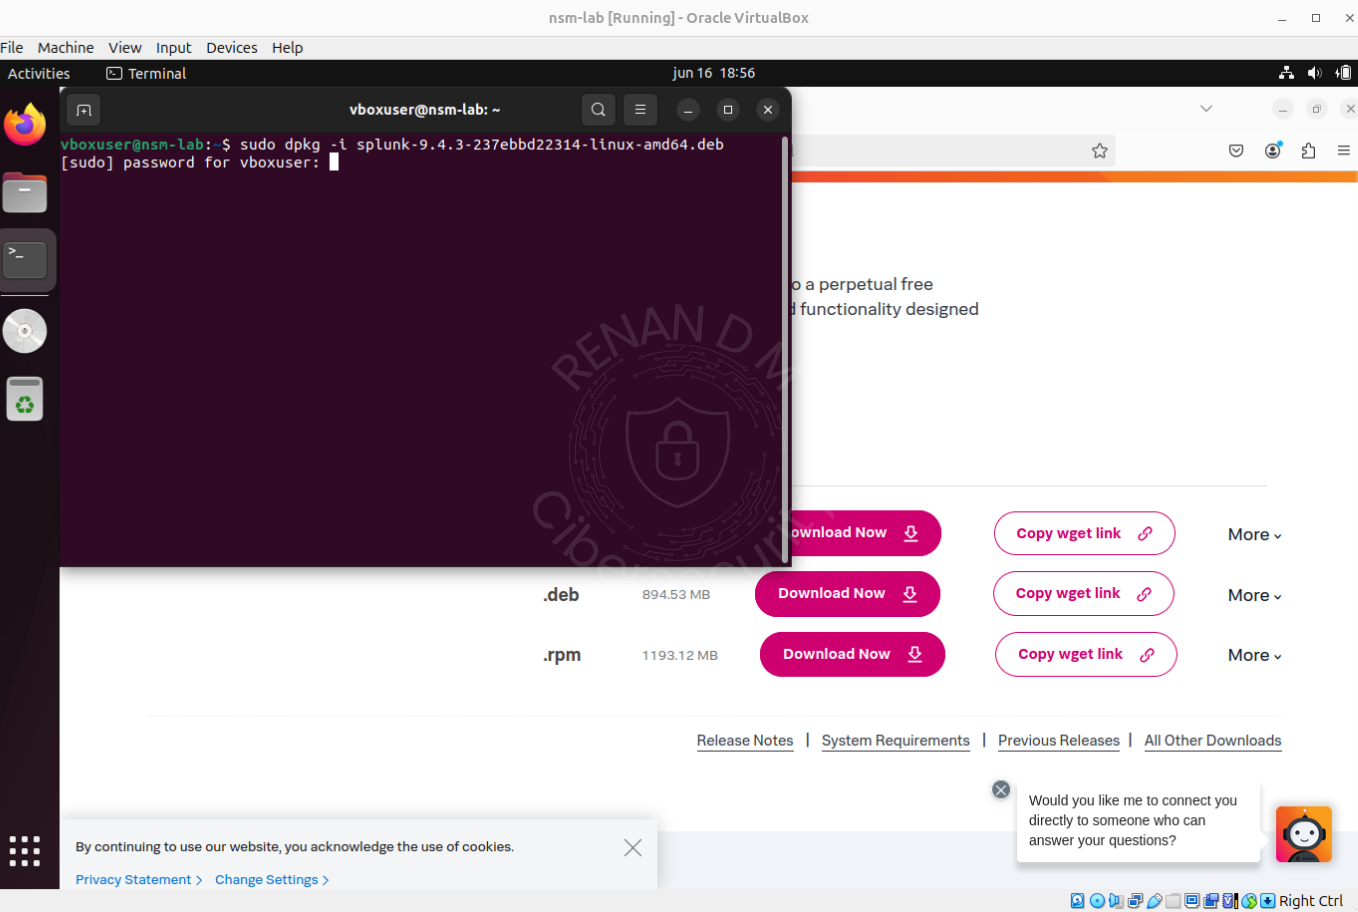 nsm-lab [Running] - Oracle VirtualBox
File Machine View Input Devices Help
Activities Terminal jun 16 18:56
vboxuser@nsm-lab: ~
vboxuser@nsm-lab:~$ sudo dpkg -i splunk-9.4.3-237ebbd22314-linux-amd64.deb
[sudo] password for vboxuser:
>_
o a perpetual free
d functionality designed
RENAN D M
Cibersecurit
ownload Now Copy wget link More
.deb 894.53 MB Download Now Copy wget link More
.rpm 1193.12 MB Download Now Copy wget link More
Release Notes | System Requirements | Previous Releases | All Other Downloads
Would you like me to connect you
directly to someone who can
answer your questions?
By continuing to use our website, you acknowledge the use of cookies.
Privacy Statement > Change Settings >
Right Ctrl